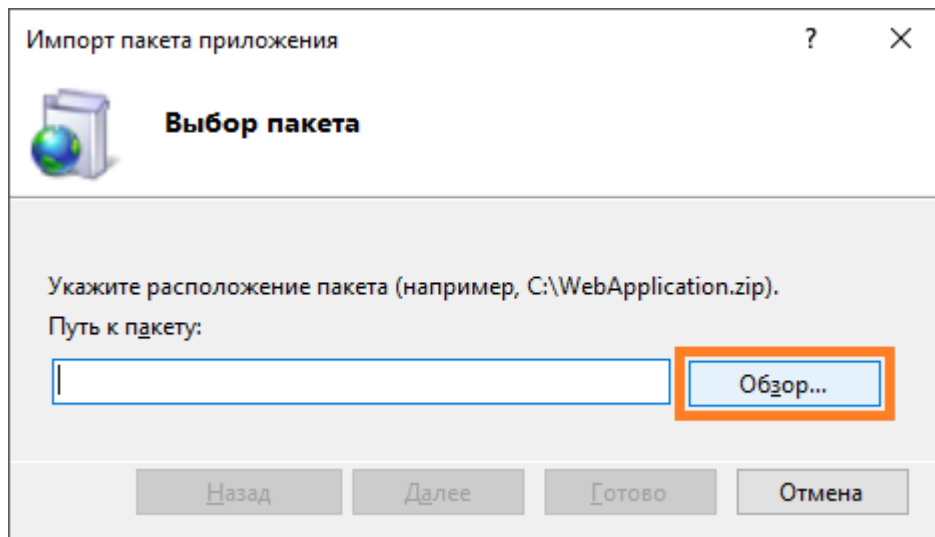 Импорт пакета приложения
?
Выбор пакета
Укажите расположение пакета (например, C:\WebApplication.zip).
Путь к пакету:
Обзор...
Назад
Далее
Готово
Отмена